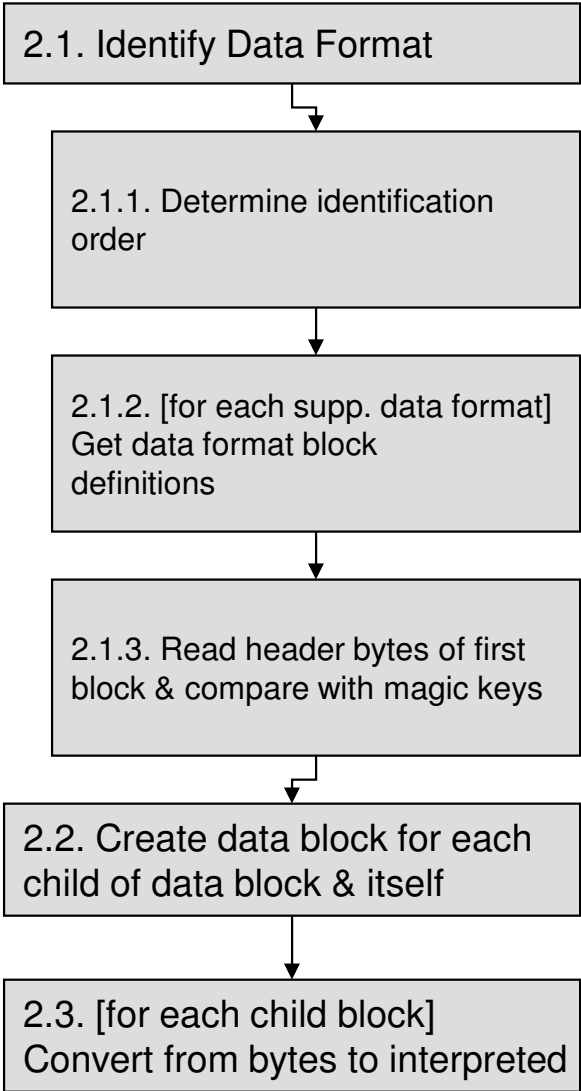 2.1. Identify Data Format
2.1.1. Determine identification
order
2.1.2. [for each supp. data format]
Get data format block
definitions
2.1.3. Read header bytes of first
block & compare with magic keys
2.2. Create data block for each
child of data block & itself
2.3. [for each child block]
Convert from bytes to interpreted